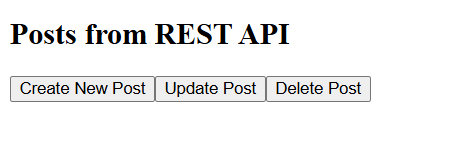 Posts from REST API
Create New Post Update Post Delete Post